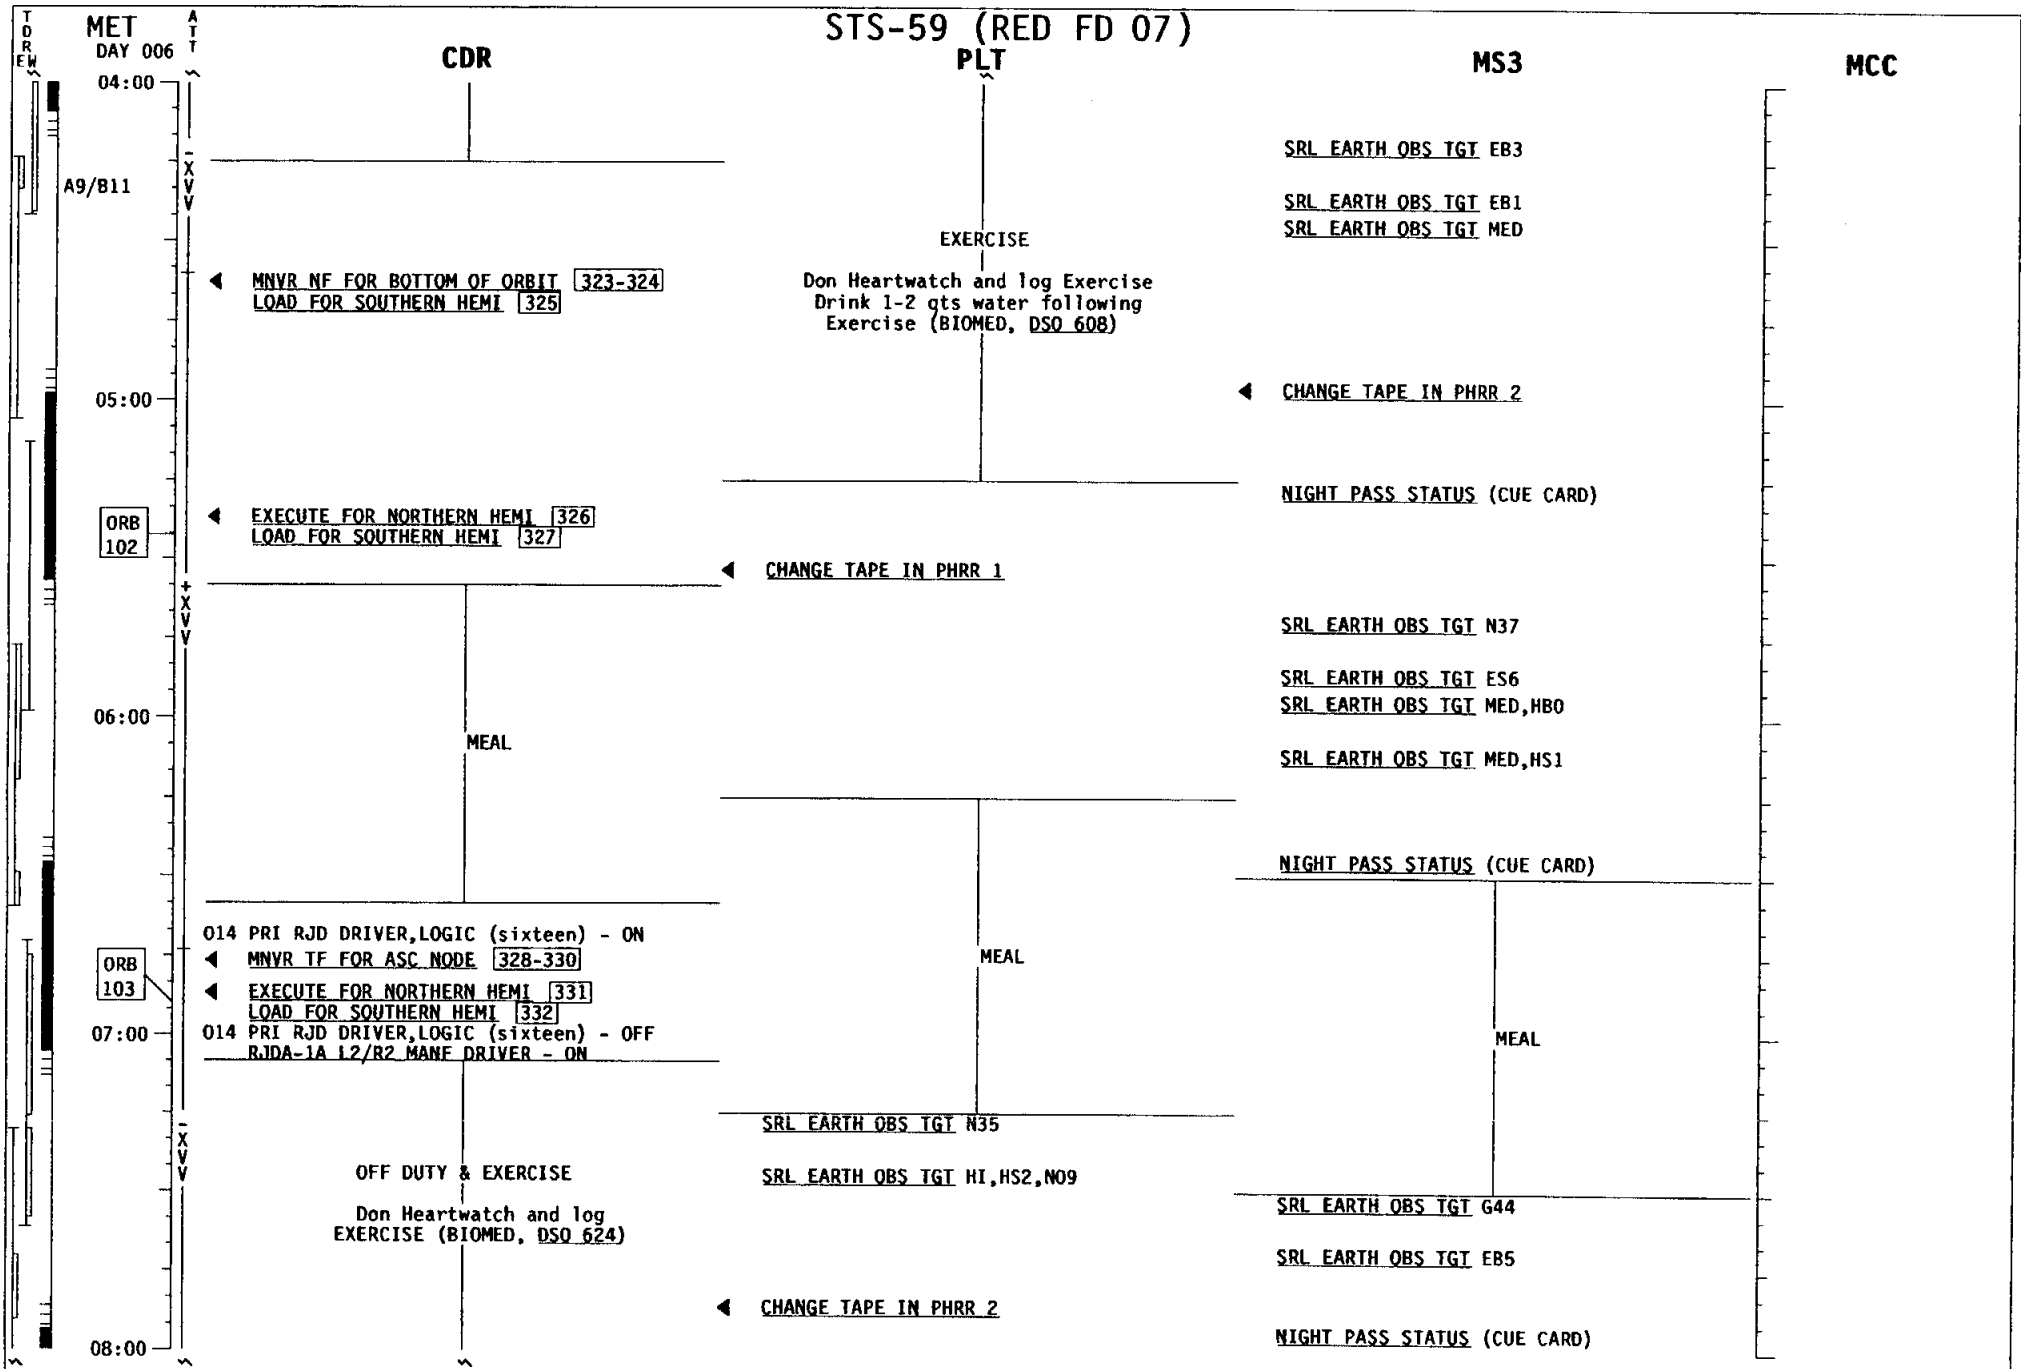 STS-59 (RED FD 07)
TDRE W
MET
DAY 006
ATT
CDR
PLT
MS3
MCC
04:00
-XVV
A9/B11
SRL EARTH OBS TGT EB3
SRL EARTH OBS TGT EB1
SRL EARTH OBS TGT MED
EXERCISE
MNVR NF FOR BOTTOM OF ORBIT 323-324
LOAD FOR SOUTHERN HEMI 325
Don Heartwatch and log Exercise
Drink 1-2 qts water following
Exercise (BIOMED, DSO 608)
05:00
CHANGE TAPE IN PHRR 2
NIGHT PASS STATUS (CUE CARD)
ORB
102
EXECUTE FOR NORTHERN HEMI 326
LOAD FOR SOUTHERN HEMI 327
CHANGE TAPE IN PHRR 1
+XVV
SRL EARTH OBS TGT N37
SRL EARTH OBS TGT ES6
SRL EARTH OBS TGT MED,HBO
06:00
MEAL
SRL EARTH OBS TGT MED,HS1
NIGHT PASS STATUS (CUE CARD)
014 PRI RJD DRIVER,LOGIC (sixteen) - ON
MNVR TF FOR ASC NODE 328-330
MEAL
ORB
103
EXECUTE FOR NORTHERN HEMI 331
LOAD FOR SOUTHERN HEMI 332
07:00
014 PRI RJD DRIVER,LOGIC (sixteen) - OFF
RJDA-1A L2/R2 MANF DRIVER - ON
MEAL
-XVV
SRL EARTH OBS TGT N35
OFF DUTY & EXERCISE
SRL EARTH OBS TGT HI,HS2,N09
Don Heartwatch and log
EXERCISE (BIOMED, DSO 624)
SRL EARTH OBS TGT G44
SRL EARTH OBS TGT EB5
CHANGE TAPE IN PHRR 2
08:00
NIGHT PASS STATUS (CUE CARD)